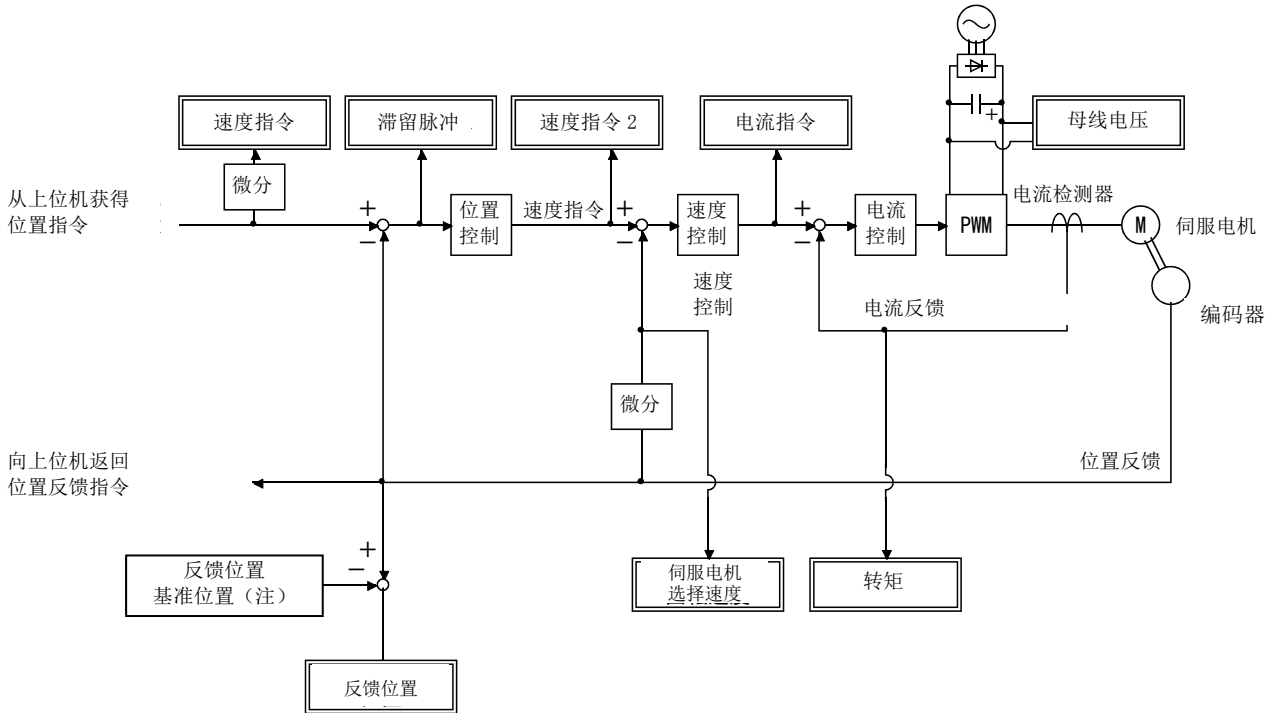 速度指令
滞留脉冲
速度指令 2
电流指令
母线电压
微分
从上位机获得
位置指令
+
−
位置
控制
速度指令
+
−
速度
控制
+
−
电流
控制
PWM
+
电流检测器
M
伺服电机
速度
控制
电流反馈
编码器
微分
向上位机返回
位置反馈指令
位置反馈
+
−
反馈位置
基准位置（注）
伺服电机
选择速度
转矩
反馈位置